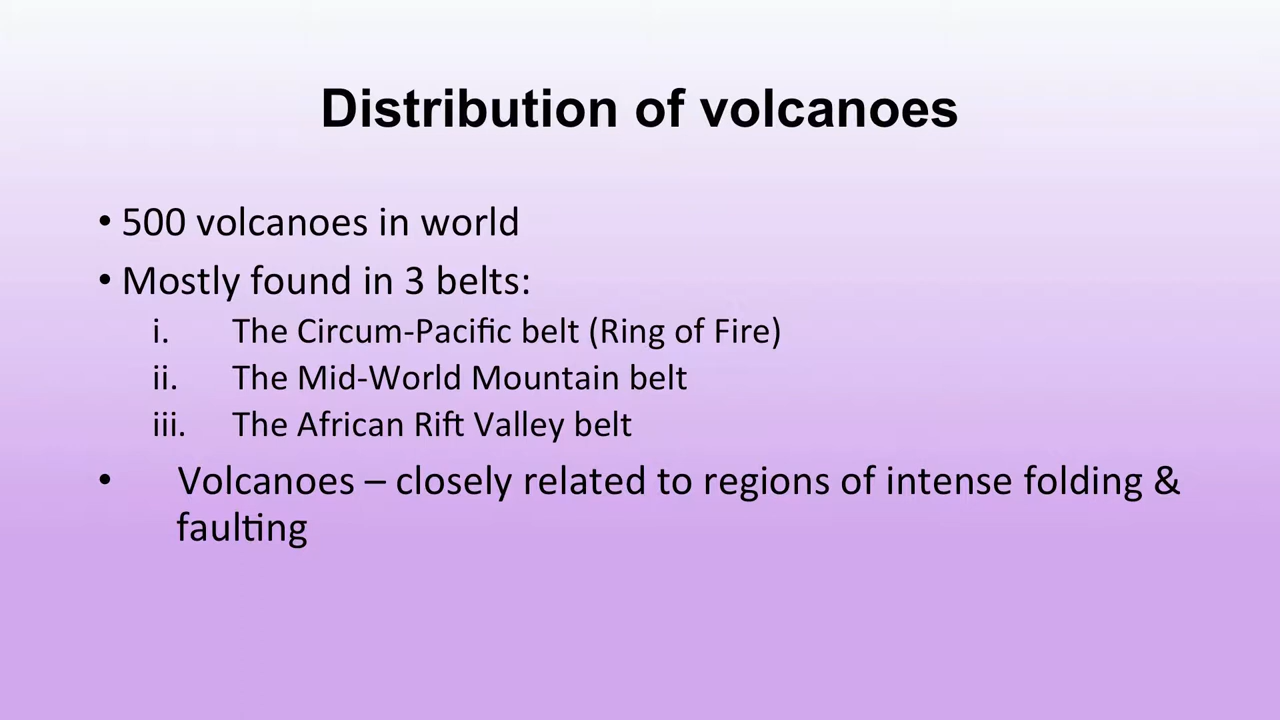 Distribution of volcanoes
• 500 volcanoes in world
• Mostly found in 3 belts:
i. The Circum-Pacific belt (Ring of Fire)
ii. The Mid-World Mountain belt
iii. The African Rift Valley belt
• Volcanoes – closely related to regions of intense folding &
faulting